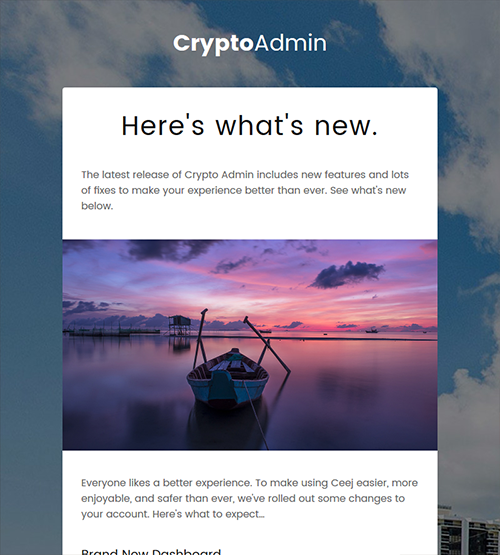 CryptoAdmin
Here's what's new.
The latest release of Crypto Admin includes new features and lots
of fixes to make your experience better than ever. See what's new
below.
Everyone likes a better experience. To make using Ceej easier, more
enjoyable, and safer than ever, we've rolled out some changes to
your account. Here's what to expect...
Brand New Dashboard